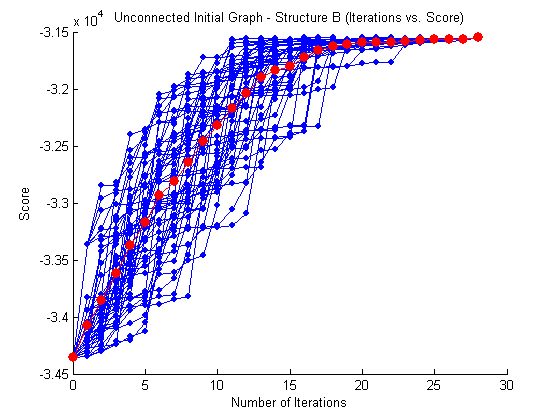 Unconnected Initial Graph - Structure B (Iterations vs. Score)
x 10^4
-3.15
-3.2
-3.25
-3.3
-3.35
-3.4
-3.45
Score
0 5 10 15 20 25 30
Number of Iterations